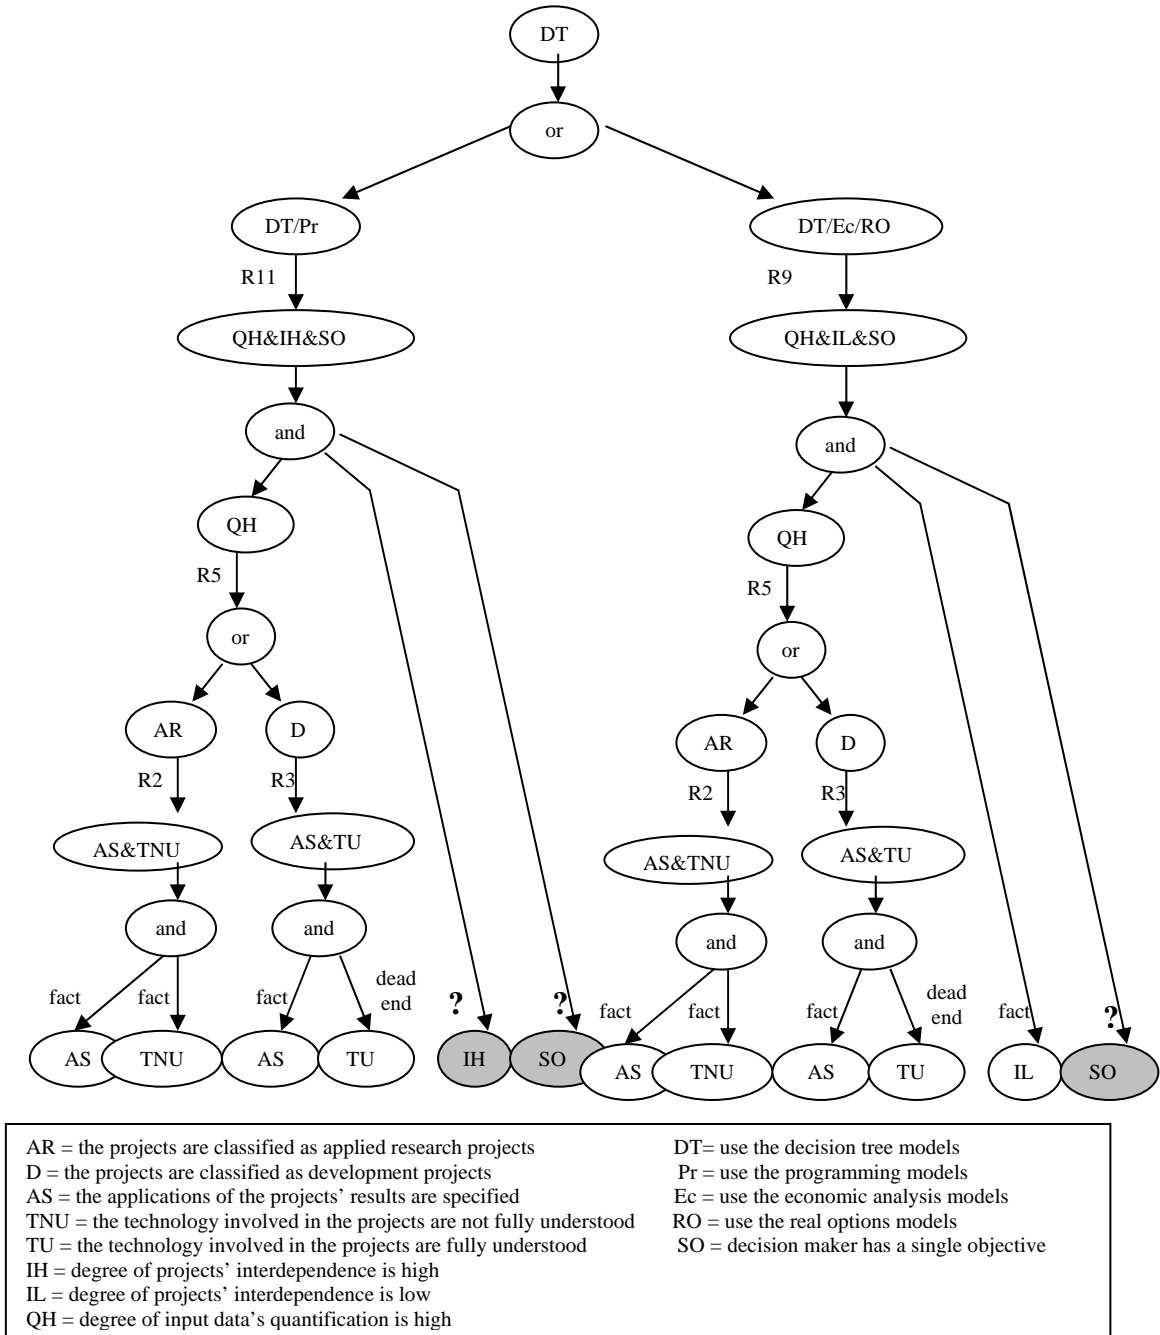 DT
or
DT/Pr
DT/Ec/RO
R11
R9
QH&IH&SO
QH&IL&SO
and
and
QH
QH
R5
R5
or
or
AR
D
AR
D
R2
R3
R2
R3
AS&TNU
AS&TU
AS&TNU
AS&TU
and
and
and
and
fact
fact
fact
dead
end
?
?
fact
fact
fact
dead
end
fact
?
AS
TNU
AS
TU
IH
SO
AS
TNU
AS
TU
IL
SO
AR = the projects are classified as applied research projects
D = the projects are classified as development projects
AS = the applications of the projects' results are specified
TNU = the technology involved in the projects are not fully understood
TU = the technology involved in the projects are fully understood
IH = degree of projects' interdependence is high
IL = degree of projects' interdependence is low
QH = degree of input data's quantification is high
DT= use the decision tree models
Pr = use the programming models
Ec = use the economic analysis models
RO = use the real options models
SO = decision maker has a single objective